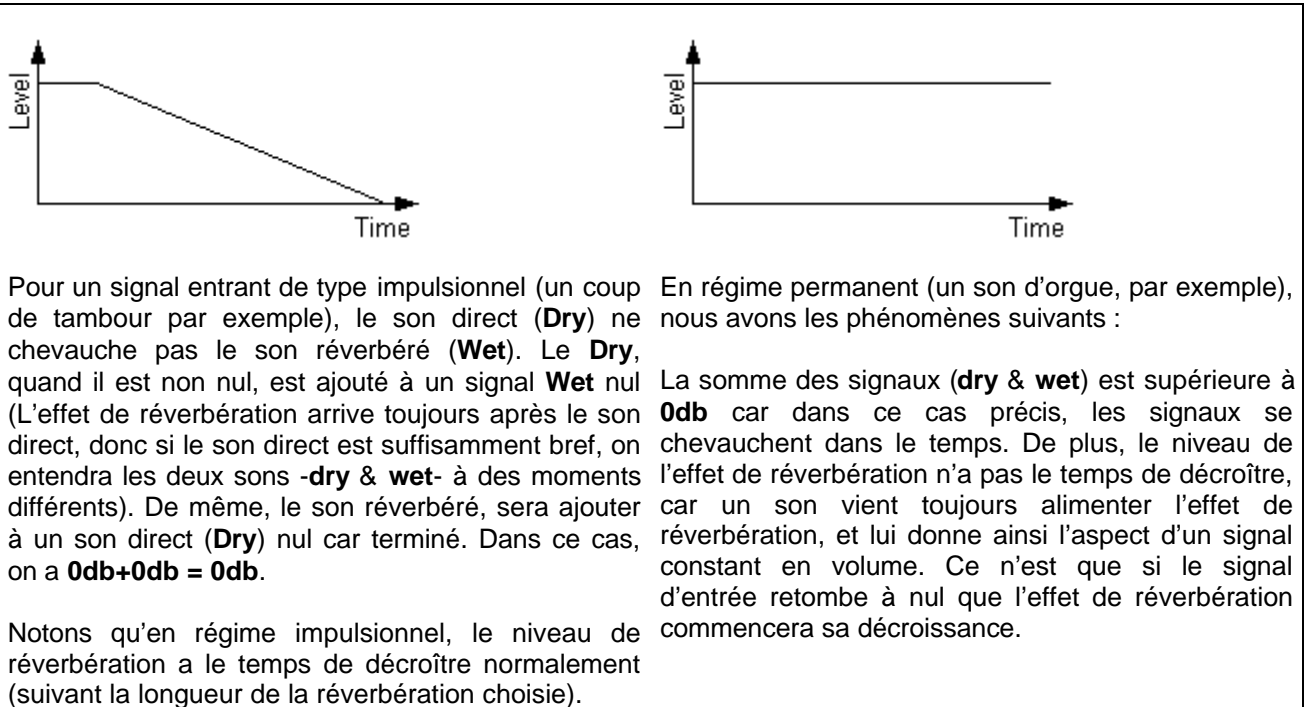 Level
Time
Pour un signal entrant de type impulsionnel (un coup
de tambour par exemple), le son direct (Dry) ne
chevauche pas le son réverbéré (Wet). Le Dry,
quand il est non nul, est ajouté à un signal Wet nul
(L'effet de réverbération arrive toujours après le son
direct, donc si le son direct est suffisamment bref, on
entendra les deux sons -dry & wet- à des moments
différents). De même, le son réverbéré, sera ajouter
à un son direct (Dry) nul car terminé. Dans ce cas,
on a 0db+0db = 0db.
Notons qu'en régime impulsionnel, le niveau de
réverbération a le temps de décroître normalement
(suivant la longueur de la réverbération choisie).
Level
Time
En régime permanent (un son d'orgue, par exemple),
nous avons les phénomènes suivants :
La somme des signaux (dry & wet) est supérieure à
0db car dans ce cas précis, les signaux se
chevauchent dans le temps. De plus, le niveau de
l'effet de réverbération n'a pas le temps de décroître,
car un son vient toujours alimenter l'effet de
réverbération, et lui donne ainsi l'aspect d'un signal
constant en volume. Ce n'est que si le signal
d'entrée retombe à nul que l'effet de réverbération
commencera sa décroissance.